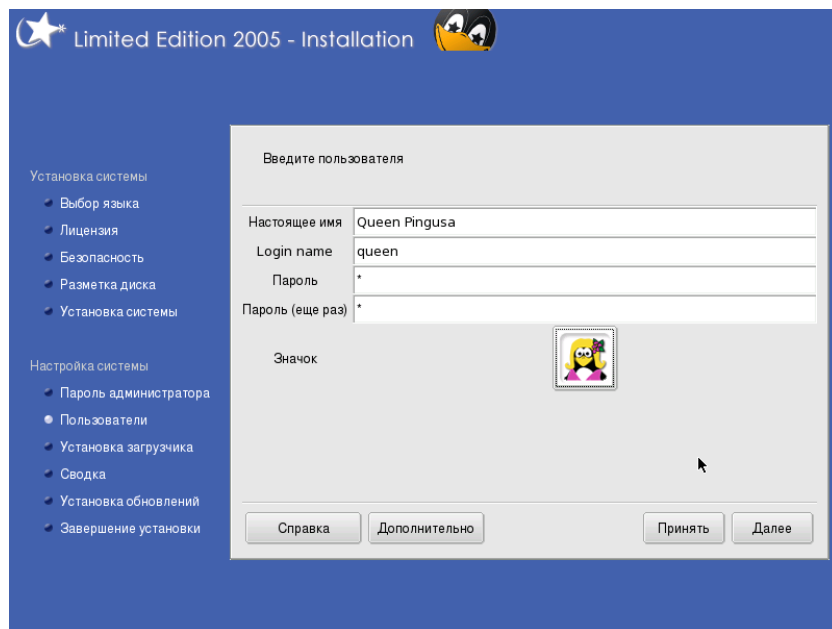 Limited Edition 2005 - Installation
Установка системы
Выбор языка
Лицензия
Безопасность
Разметка диска
Установка системы
Настройка системы
Пароль администратора
Пользователи
Установка загрузчика
Сводка
Установка обновлений
Завершение установки
Введите пользователя
Настоящее имя Queen Pingusa
Login name queen
Пароль *
Пароль (еще раз) *
Значок
Справка Дополнительно Принять Далее